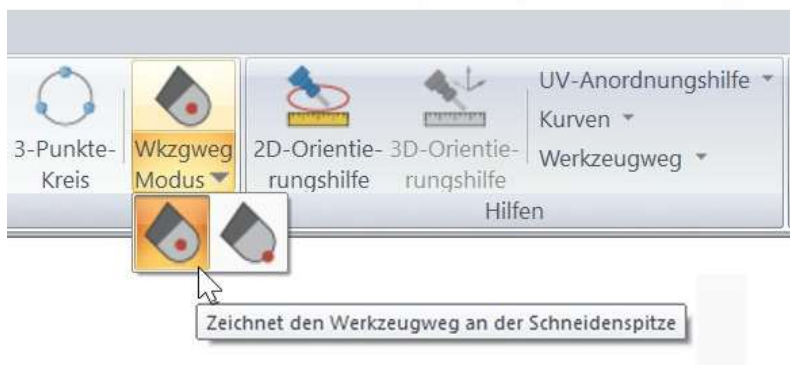 3-Punkte-
Kreis
Wkzgweg
Modus
2D-Orientie-
rungshilfe
3D-Orientie-
rungshilfe
UV-Anordnungshilfe
Kurven
Werkzeugweg
Hilfen
Zeichnet den Werkzeugweg an der Schneidenspitze